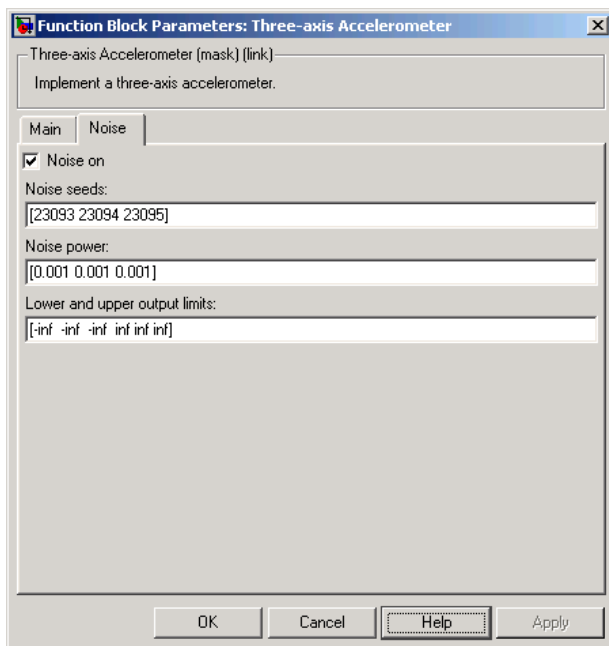 Function Block Parameters: Three-axis Accelerometer
Three-axis Accelerometer (mask) (link)
Implement a three-axis accelerometer.
Main Noise
Noise on
Noise seeds:
[23093 23094 23095]
Noise power:
[0.001 0.001 0.001]
Lower and upper output limits:
[-inf -inf -inf inf inf inf]
OK Cancel Help Apply